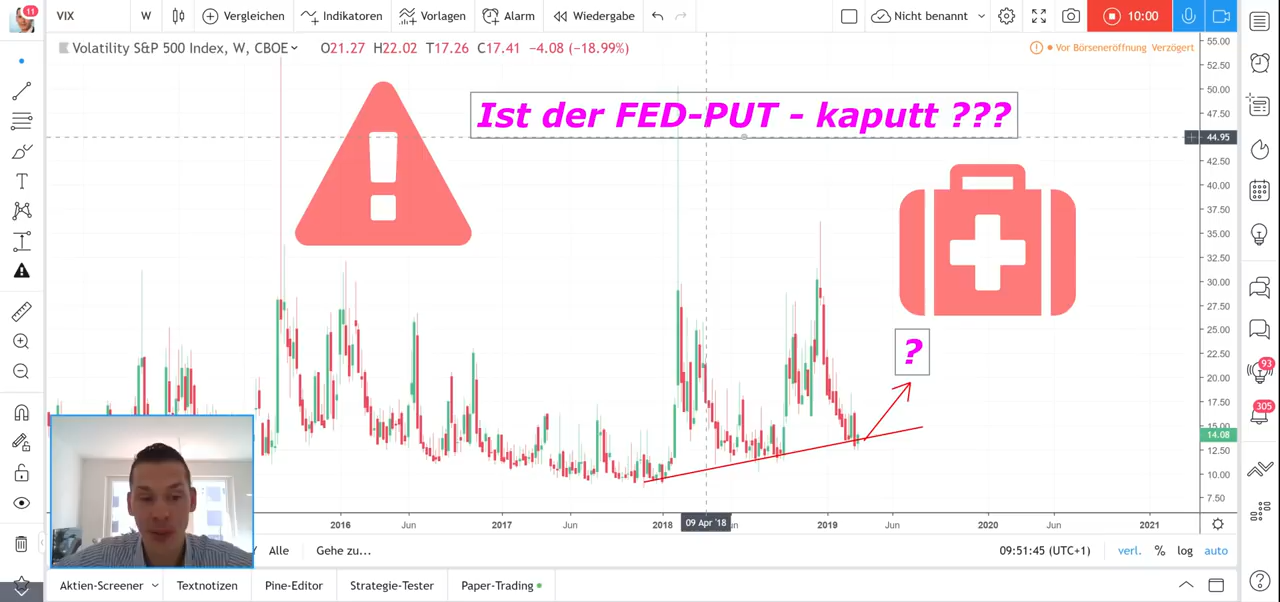 11
VIX
W
Vergleichen
Indikatoren
Vorlagen
Alarm
Wiedergabe
Nicht benannt
10:00
Volatility S&P 500 Index, W, CBOE
O21.27 H22.02 T17.26 C17.41 −4.08 (−18.99%)
Vor Börseneröffnung Verzögert
Ist der FED-PUT - kaputt ???
?
55.00
52.50
50.00
47.50
44.95
42.50
40.00
37.50
35.00
32.50
30.00
27.50
25.00
22.50
20.00
17.50
15.00
14.08
12.50
10.00
7.50
93
305
2016
Jun
2017
Jun
2018
09 Apr '18
2019
Jun
2020
Jun
2021
Alle
Gehe zu...
09:51:45 (UTC+1)
verl.
%
log
auto
Aktien-Screener
Textnotizen
Pine-Editor
Strategie-Tester
Paper-Trading